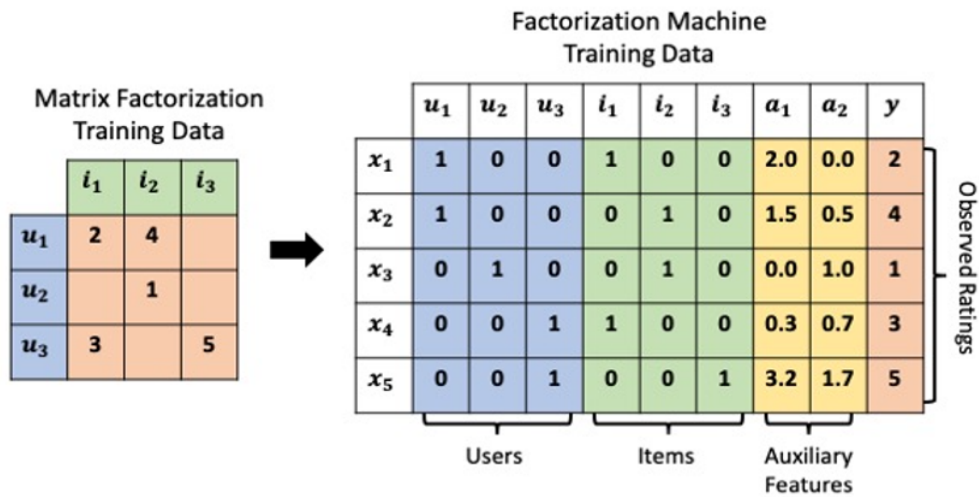 Factorization Machine
Training Data
Matrix Factorization
Training Data
i₁ i₂ i₃
u₁ 2 4
u₂ 1
u₃ 3 5
u₁ u₂ u₃ i₁ i₂ i₃ a₁ a₂ y
x₁ 1 0 0 1 0 0 2.0 0.0 2
x₂ 1 0 0 0 1 0 1.5 0.5 4
x₃ 0 1 0 0 1 0 0.0 1.0 1
x₄ 0 0 1 1 0 0 0.3 0.7 3
x₅ 0 0 1 0 0 1 3.2 1.7 5
Observed Ratings
Users
Items
Auxiliary
Features